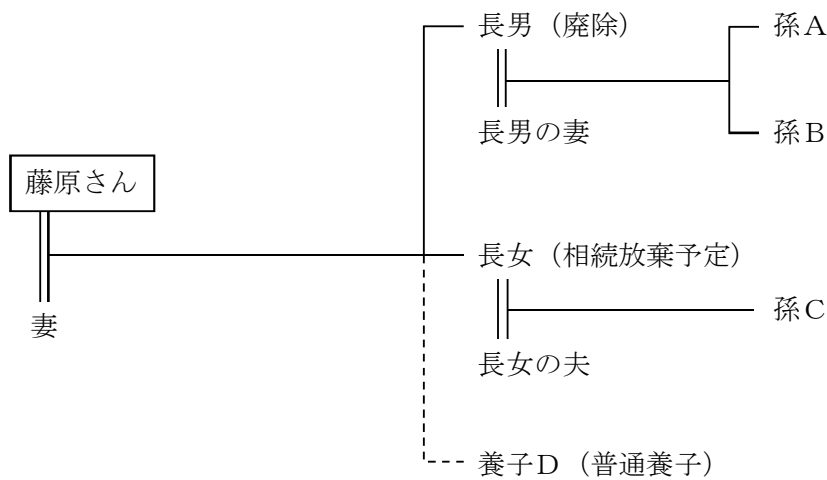 長男（廃除）
孫Ａ
長男の妻
孫Ｂ
藤原さん
長女（相続放棄予定）
孫Ｃ
妻
長女の夫
養子Ｄ（普通養子）